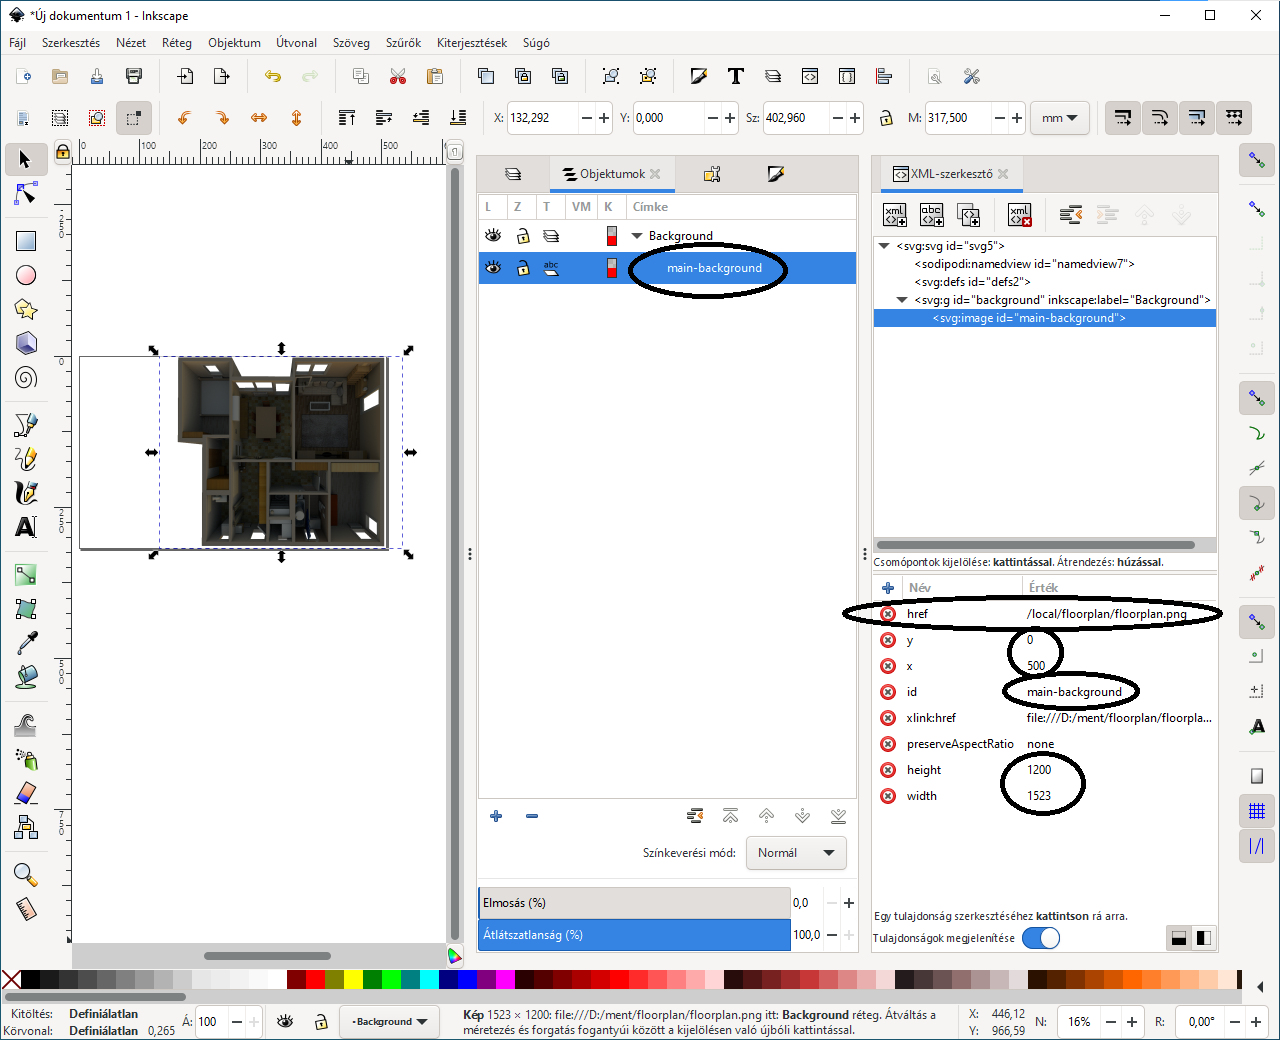 *Új dokumentum 1 - Inkscape
Fájl Szerkesztés Nézet Réteg Objektum Útvonal Szöveg Szűrők Kiterjesztések Súgó
X: 132,292 Y: 0,000 Sz: 402,960 M: 317,500 mm
0 100 200 300 400 500
0
250
500
750
Objektumok
L Z T VM K Címke
Background
abc main-background
Színkeverési mód: Normál
Elmosás (%) 0,0
Átlátszatlanság (%) 100,0
XML-szerkesztő
xml abc xml
<svg:svg id="svg5">
<sodipodi:namedview id="namedview7">
<svg:defs id="defs2">
<svg:g id="background" inkscape:label="Background">
<svg:image id="main-background">
Csomópontok kijelölése: kattintással. Átrendezés: húzással.
Név Érték
href /local/floorplan/floorplan.png
y 0
x 500
id main-background
xlink:href file:///D:/ment/floorplan/floorpla...
preserveAspectRatio none
height 1200
width 1523
Egy tulajdonság szerkesztéséhez kattintson rá arra.
Tulajdonságok megjelenítése
Kitöltés: Definiálatlan
Körvonal: Definiálatlan 0,265
Á: 100
•Background
Kép 1523 × 1200: file:///D:/ment/floorplan/floorplan.png itt: Background réteg. Átváltás a
méretezés és forgatás fogantyúi között a kijelölésen való újbóli kattintással.
X: 446,12
Y: 966,59
N: 16% R: 0,00°